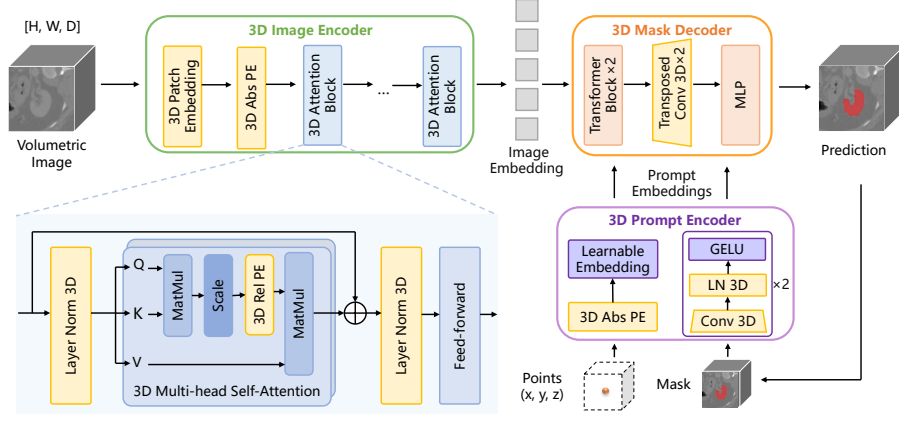 [H, W, D]
Volumetric
Image
3D Image Encoder
3D Patch
Embedding
3D Abs PE
3D Attention
Block
...
3D Attention
Block
Image
Embedding
3D Mask Decoder
Transformer
Block ×2
Transposed
Conv 3D×2
MLP
Prediction
Prompt
Embeddings
3D Prompt Encoder
Learnable
Embedding
3D Abs PE
GELU
LN 3D
Conv 3D
×2
Points
(x, y, z)
Mask
Layer Norm 3D
Q
K
V
MatMul
Scale
3D Rel PE
MatMul
3D Multi-head Self-Attention
Layer Norm 3D
Feed-forward